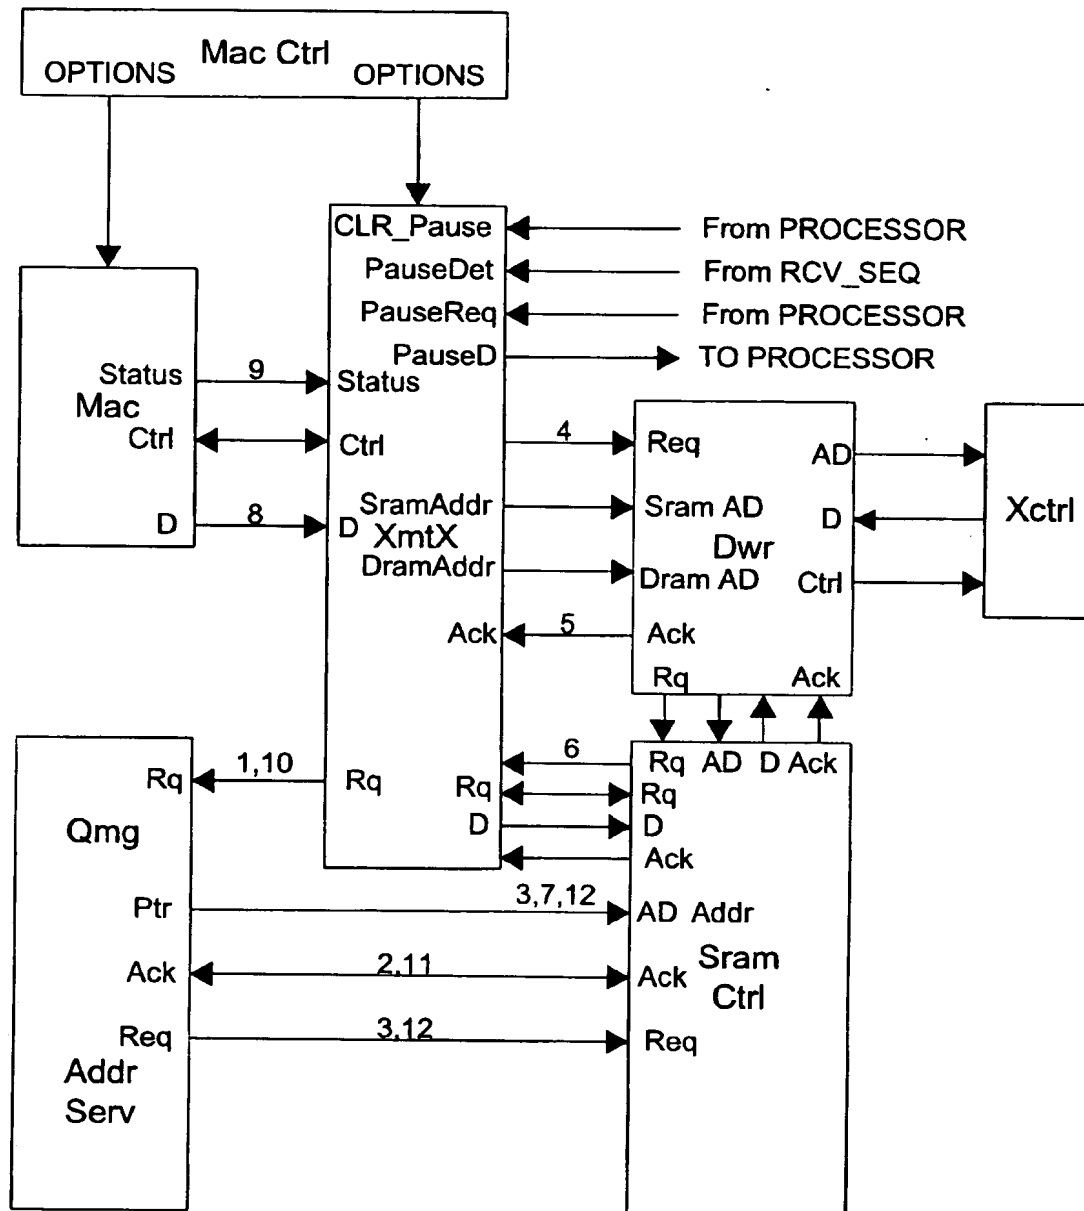 Mac Ctrl
OPTIONS OPTIONS
CLR_Pause From PROCESSOR
PauseDet From RCV_SEQ
PauseReq From PROCESSOR
PauseD TO PROCESSOR
Status 9 Status
Mac
Ctrl Ctrl 4 Req AD
SramAddr Sram AD Xctrl
D 8 D XmtX Dwr D
DramAddr Dram AD Ctrl
Ack 5 Ack
Rq Ack
6 Rq AD D Ack
Rq 1,10 Rq Rq Rq
Qmg D D
Ack
Ptr 3,7,12 AD Addr
Ack 2,11 Ack Sram
Ctrl
Req 3,12 Req
Addr
Serv